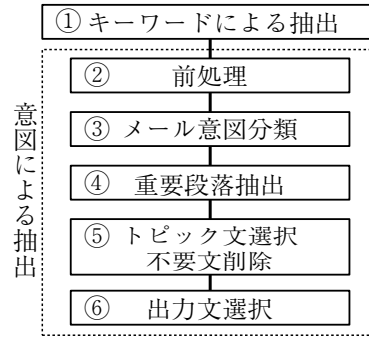 ①キーワードによる抽出
意図による抽出
② 前処理
③ メール意図分類
④ 重要段落抽出
⑤ トピック文選択
不要文削除
⑥ 出力文選択